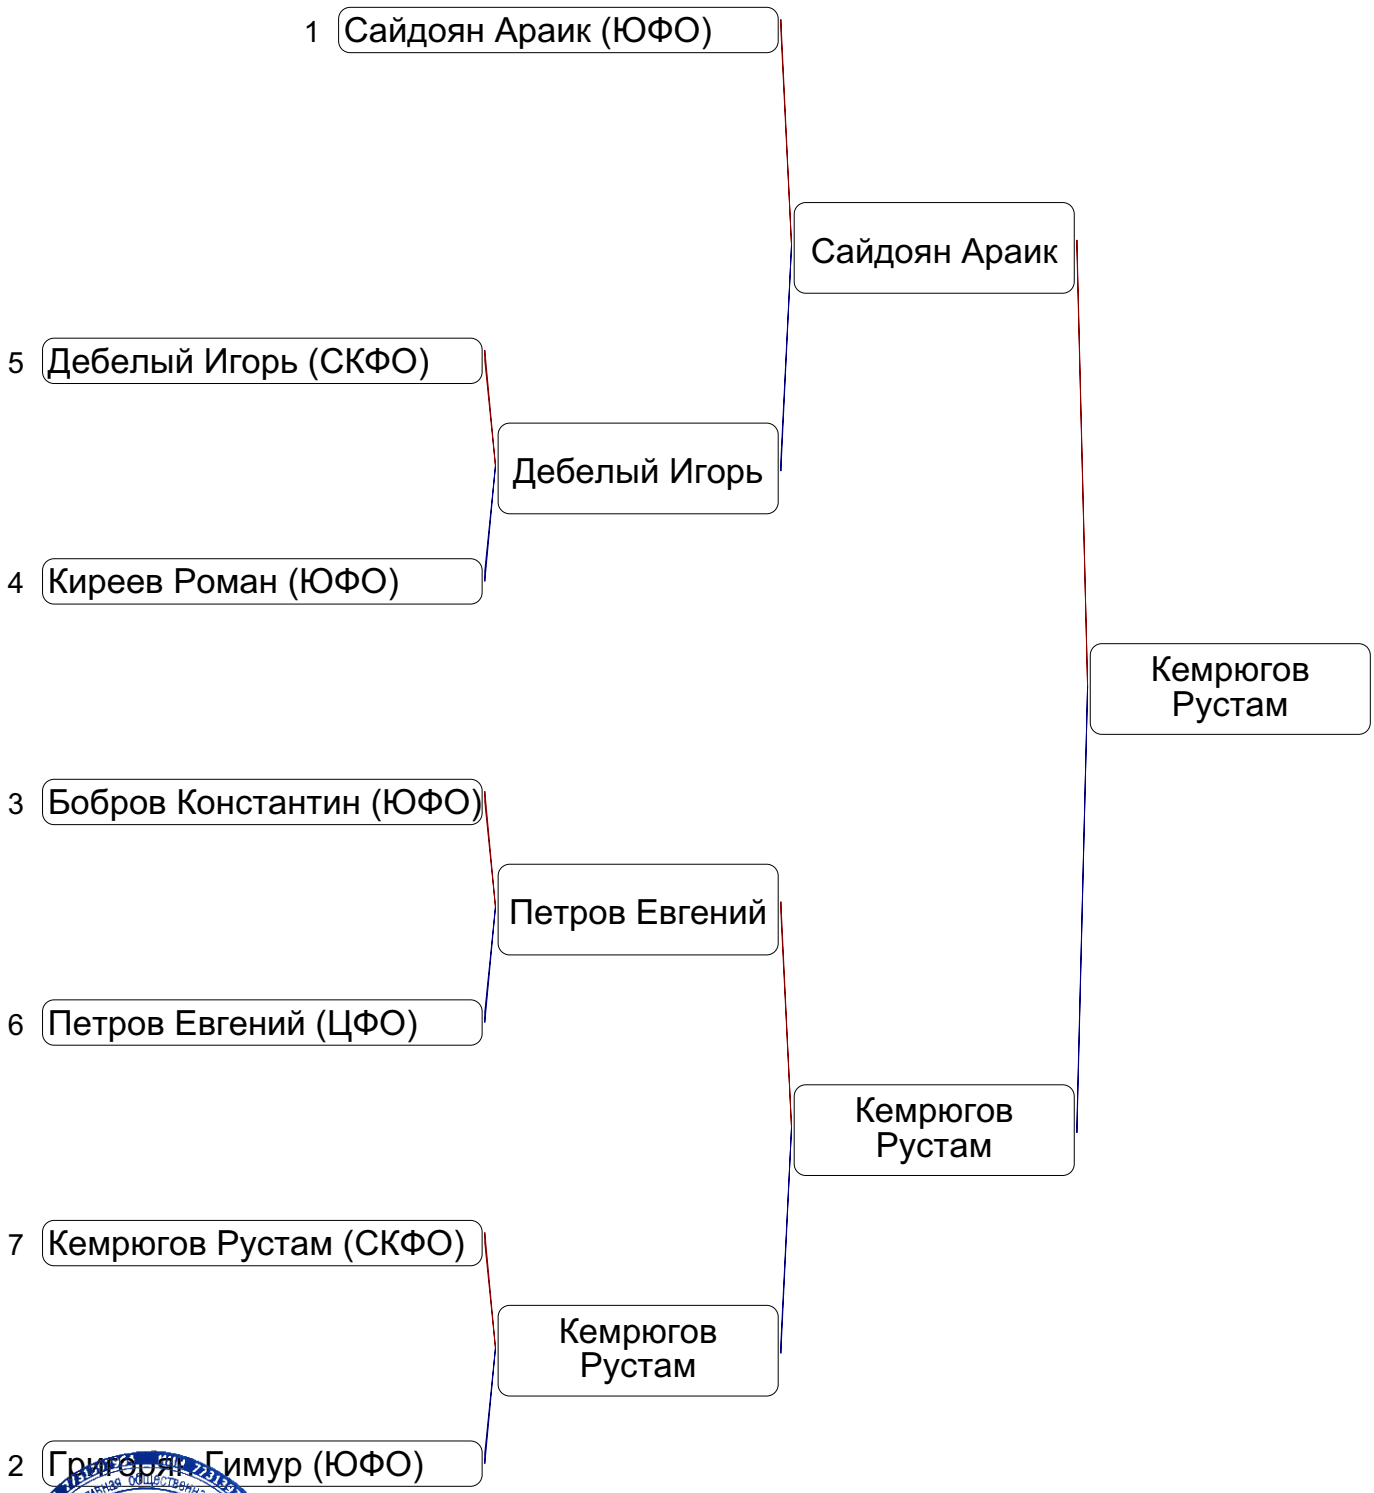 1 Сайдоян Араик (ЮФО)
Сайдоян Араик
5 Дебелый Игорь (СКФО)
Дебелый Игорь
4 Киреев Роман (ЮФО)
Кемрюгов
Рустам
3 Бобров Константин (ЮФО)
Петров Евгений
6 Петров Евгений (ЦФО)
Кемрюгов
Рустам
7 Кемрюгов Рустам (СКФО)
Кемрюгов
Рустам
2 Григорян Гимур (ЮФО)